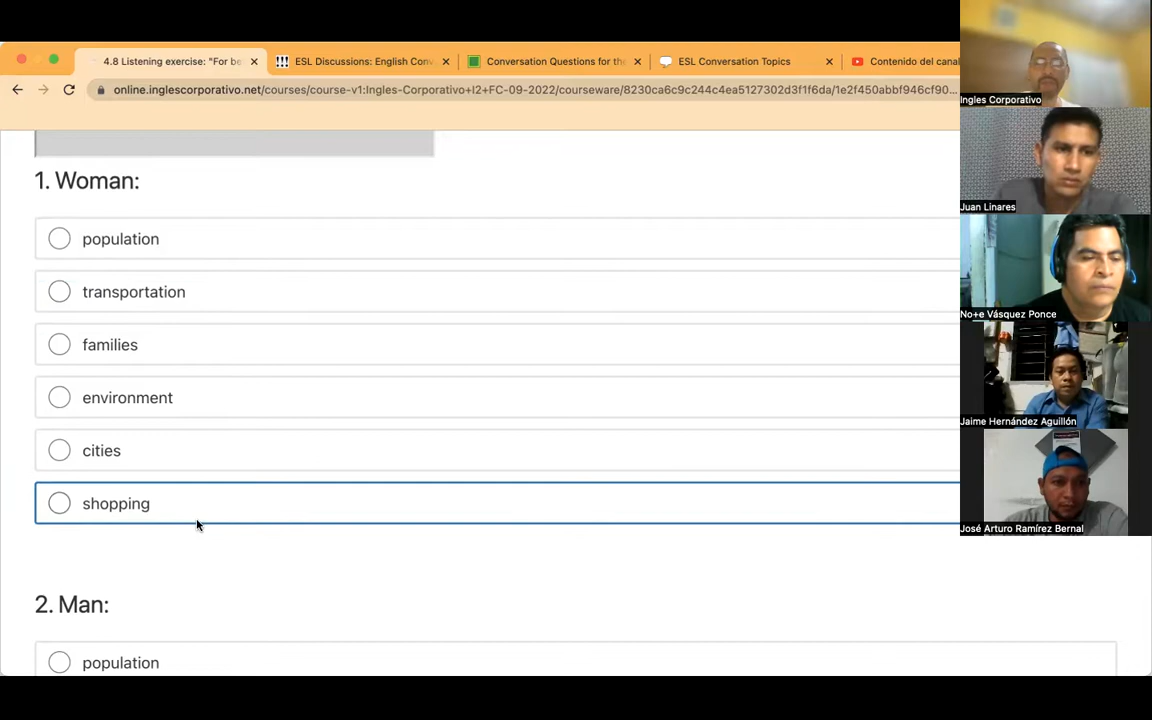 4.8 Listening exercise: "For be
ESL Discussions: English Conv
Conversation Questions for the
ESL Conversation Topics
Contenido del canal
online.inglescorporativo.net/courses/course-v1:Ingles-Corporativo+I2+FC-09-2022/courseware/8230ca6c9c244c4ea5127302d3f1f6da/1e2f450abbf946cf90...
1. Woman:
population
transportation
families
environment
cities
shopping
2. Man:
population
Ingles Corporativo
Juan Linares
No+e Vásquez Ponce
Jaime Hernández Aguillón
José Arturo Ramírez Bernal